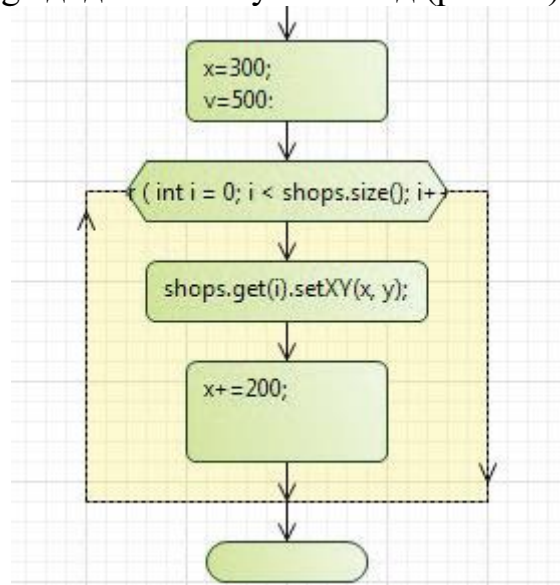 x=300;
v=500:
r ( int i = 0; i < shops.size(); i+
shops.get(i).setXY(x, y);
x+=200;